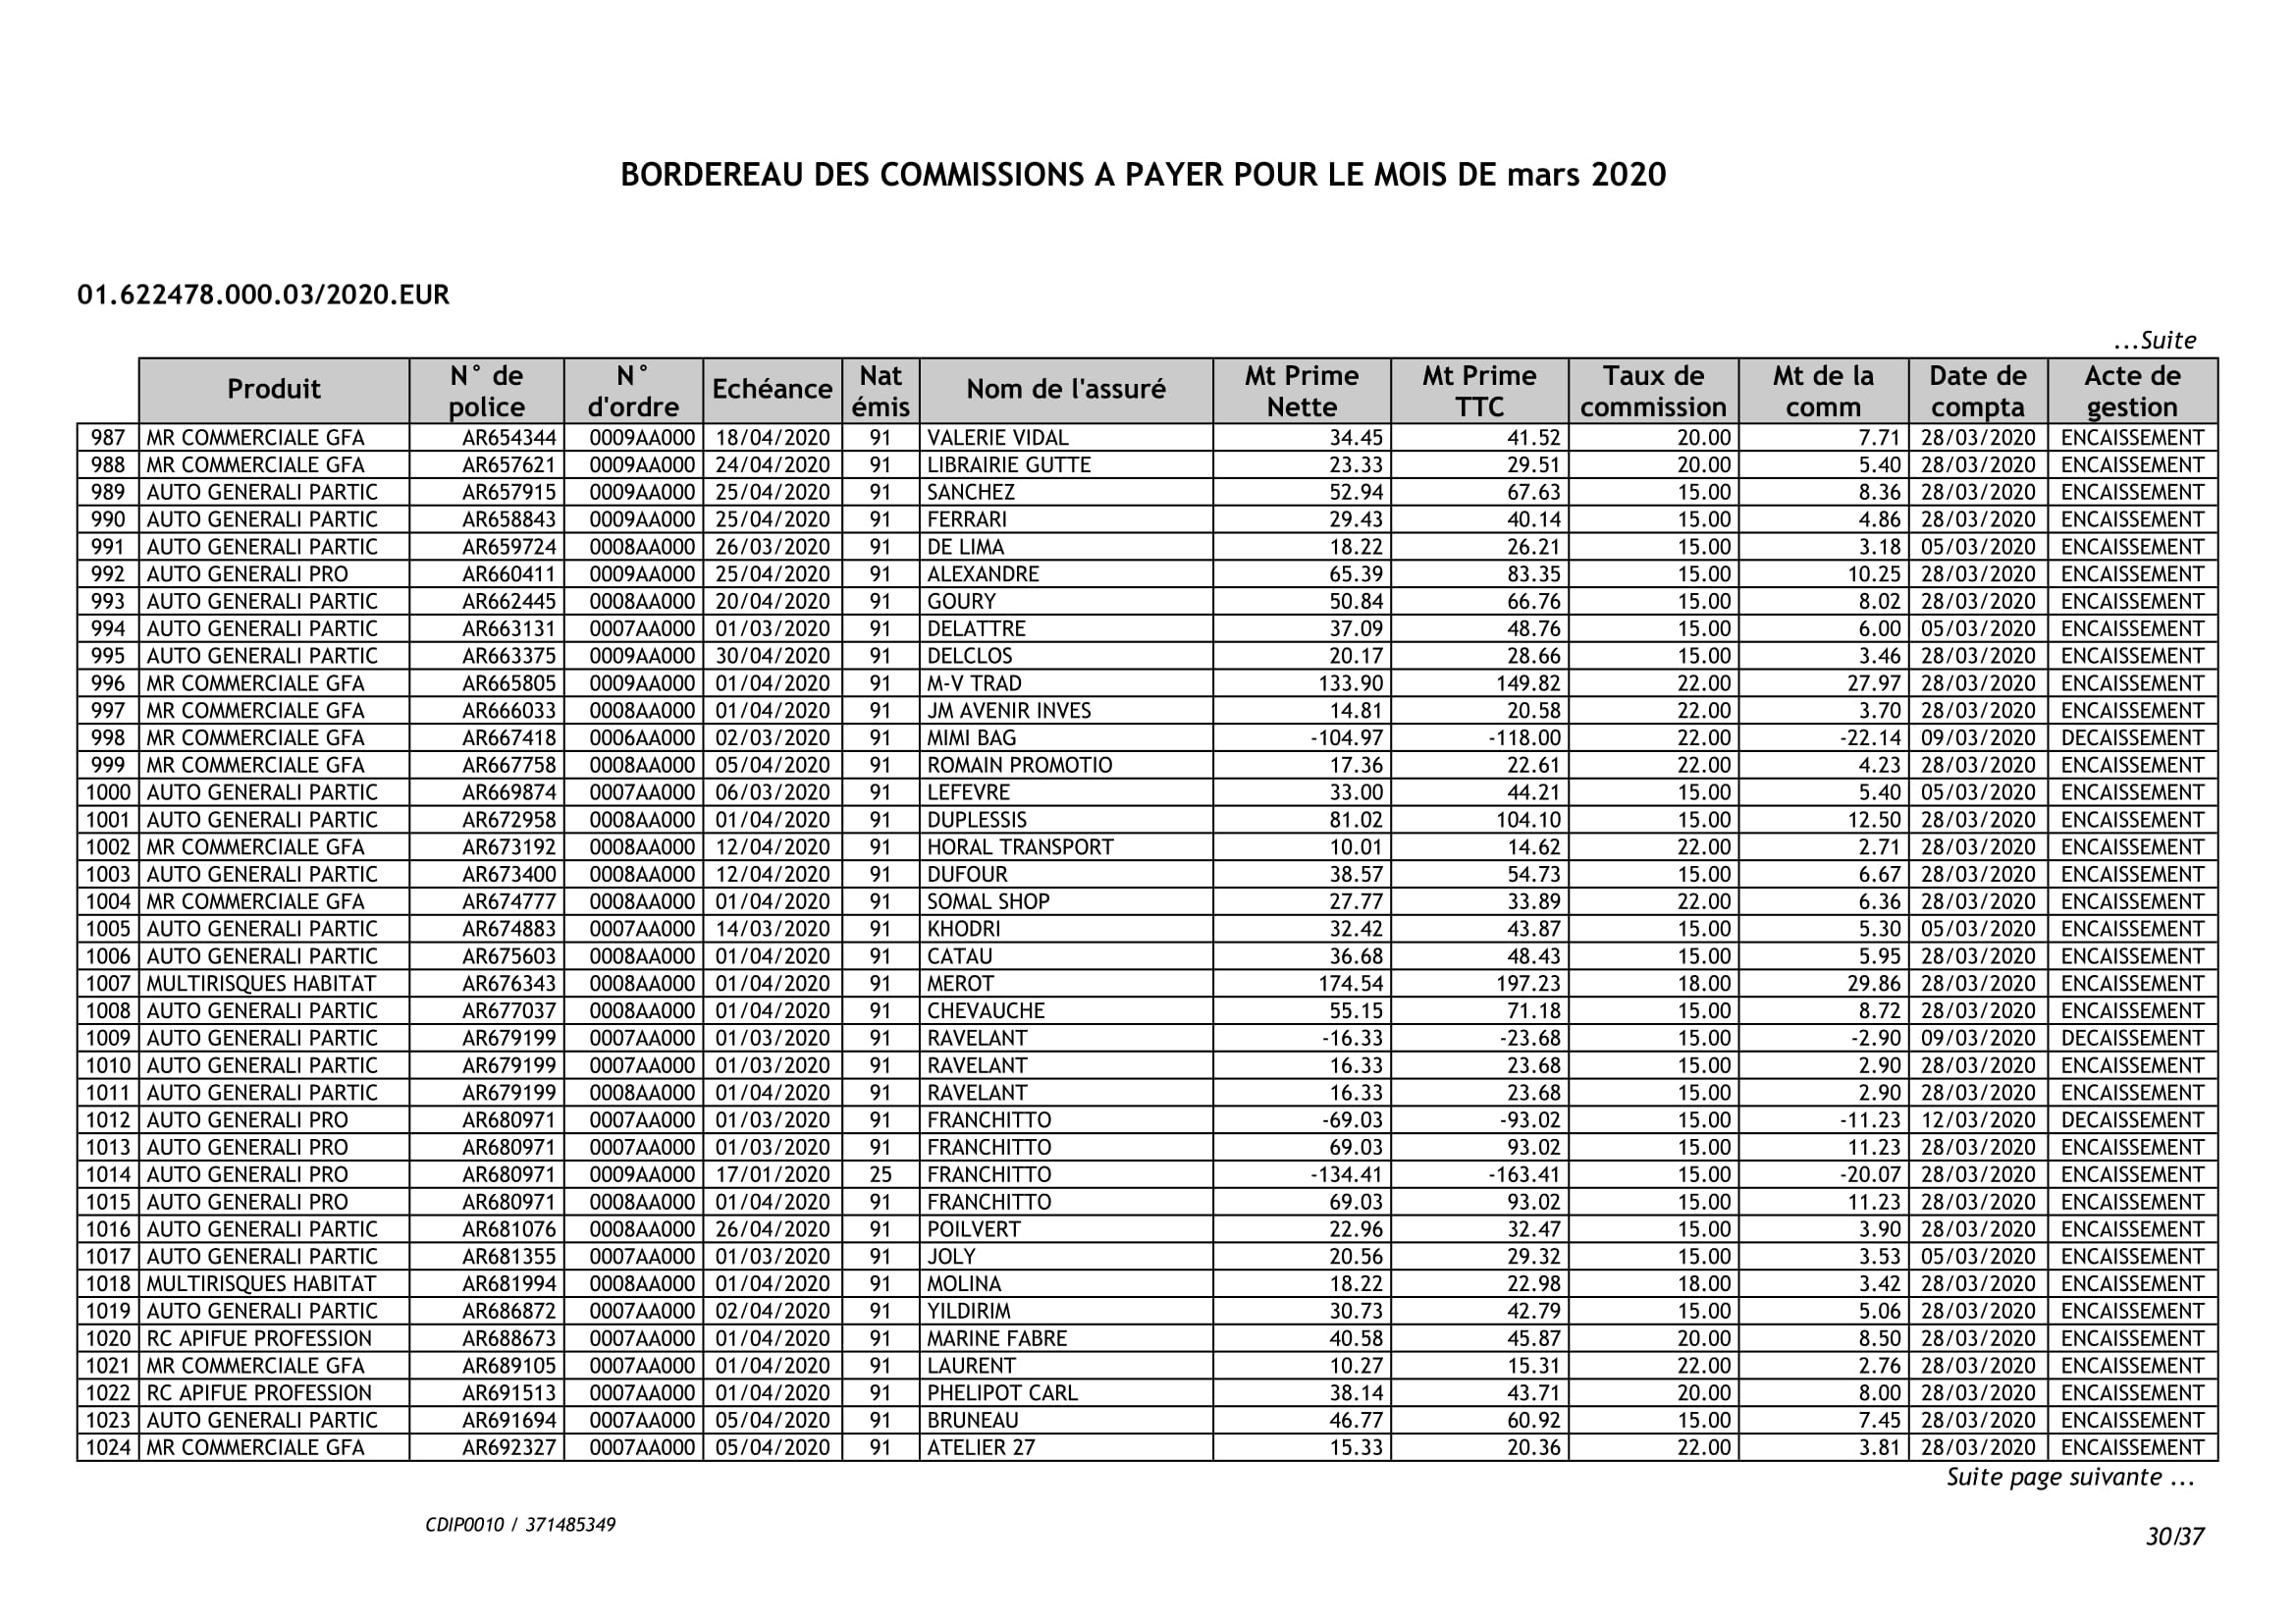 BORDEREAU DES COMMISSIONS A PAYER POUR LE MOIS DE mars 2020
01.622478.000.03/2020.EUR
...Suite
Produit N° de police N° d'ordre Echéance Nat émis Nom de l'assuré Mt Prime Nette Mt Prime TTC Taux de commission Mt de la comm Date de compta Acte de gestion
987 MR COMMERCIALE GFA AR654344 0009AA000 18/04/2020 91 VALERIE VIDAL 34.45 41.52 20.00 7.71 28/03/2020 ENCAISSEMENT
988 MR COMMERCIALE GFA AR657621 0009AA000 24/04/2020 91 LIBRAIRIE GUTTE 23.33 29.51 20.00 5.40 28/03/2020 ENCAISSEMENT
989 AUTO GENERALI PARTIC AR657915 0009AA000 25/04/2020 91 SANCHEZ 52.94 67.63 15.00 8.36 28/03/2020 ENCAISSEMENT
990 AUTO GENERALI PARTIC AR658843 0009AA000 25/04/2020 91 FERRARI 29.43 40.14 15.00 4.86 28/03/2020 ENCAISSEMENT
991 AUTO GENERALI PARTIC AR659724 0008AA000 26/03/2020 91 DE LIMA 18.22 26.21 15.00 3.18 05/03/2020 ENCAISSEMENT
992 AUTO GENERALI PRO AR660411 0009AA000 25/04/2020 91 ALEXANDRE 65.39 83.35 15.00 10.25 28/03/2020 ENCAISSEMENT
993 AUTO GENERALI PARTIC AR662445 0008AA000 20/04/2020 91 GOURY 50.84 66.76 15.00 8.02 28/03/2020 ENCAISSEMENT
994 AUTO GENERALI PARTIC AR663131 0007AA000 01/03/2020 91 DELATTRE 37.09 48.76 15.00 6.00 05/03/2020 ENCAISSEMENT
995 AUTO GENERALI PARTIC AR663375 0009AA000 30/04/2020 91 DELCLOS 20.17 28.66 15.00 3.46 28/03/2020 ENCAISSEMENT
996 MR COMMERCIALE GFA AR665805 0009AA000 01/04/2020 91 M-V TRAD 133.90 149.82 22.00 27.97 28/03/2020 ENCAISSEMENT
997 MR COMMERCIALE GFA AR666033 0008AA000 01/04/2020 91 JM AVENIR INVES 14.81 20.58 22.00 3.70 28/03/2020 ENCAISSEMENT
998 MR COMMERCIALE GFA AR667418 0006AA000 02/03/2020 91 MIMI BAG -104.97 -118.00 22.00 -22.14 09/03/2020 DECAISSEMENT
999 MR COMMERCIALE GFA AR667758 0008AA000 05/04/2020 91 ROMAIN PROMOTIO 17.36 22.61 22.00 4.23 28/03/2020 ENCAISSEMENT
1000 AUTO GENERALI PARTIC AR669874 0007AA000 06/03/2020 91 LEFEVRE 33.00 44.21 15.00 5.40 05/03/2020 ENCAISSEMENT
1001 AUTO GENERALI PARTIC AR672958 0008AA000 01/04/2020 91 DUPLESSIS 81.02 104.10 15.00 12.50 28/03/2020 ENCAISSEMENT
1002 MR COMMERCIALE GFA AR673192 0008AA000 12/04/2020 91 HORAL TRANSPORT 10.01 14.62 22.00 2.71 28/03/2020 ENCAISSEMENT
1003 AUTO GENERALI PARTIC AR673400 0008AA000 12/04/2020 91 DUFOUR 38.57 54.73 15.00 6.67 28/03/2020 ENCAISSEMENT
1004 MR COMMERCIALE GFA AR674777 0008AA000 01/04/2020 91 SOMAL SHOP 27.77 33.89 22.00 6.36 28/03/2020 ENCAISSEMENT
1005 AUTO GENERALI PARTIC AR674883 0007AA000 14/03/2020 91 KHODRI 32.42 43.87 15.00 5.30 05/03/2020 ENCAISSEMENT
1006 AUTO GENERALI PARTIC AR675603 0008AA000 01/04/2020 91 CATAU 36.68 48.43 15.00 5.95 28/03/2020 ENCAISSEMENT
1007 MULTIRISQUES HABITAT AR676343 0008AA000 01/04/2020 91 MEROT 174.54 197.23 18.00 29.86 28/03/2020 ENCAISSEMENT
1008 AUTO GENERALI PARTIC AR677037 0008AA000 01/04/2020 91 CHEVAUCHE 55.15 71.18 15.00 8.72 28/03/2020 ENCAISSEMENT
1009 AUTO GENERALI PARTIC AR679199 0007AA000 01/03/2020 91 RAVELANT -16.33 -23.68 15.00 -2.90 09/03/2020 DECAISSEMENT
1010 AUTO GENERALI PARTIC AR679199 0007AA000 01/03/2020 91 RAVELANT 16.33 23.68 15.00 2.90 28/03/2020 ENCAISSEMENT
1011 AUTO GENERALI PARTIC AR679199 0008AA000 01/04/2020 91 RAVELANT 16.33 23.68 15.00 2.90 28/03/2020 ENCAISSEMENT
1012 AUTO GENERALI PRO AR680971 0007AA000 01/03/2020 91 FRANCHITTO -69.03 -93.02 15.00 -11.23 12/03/2020 DECAISSEMENT
1013 AUTO GENERALI PRO AR680971 0007AA000 01/03/2020 91 FRANCHITTO 69.03 93.02 15.00 11.23 28/03/2020 ENCAISSEMENT
1014 AUTO GENERALI PRO AR680971 0009AA000 17/01/2020 25 FRANCHITTO -134.41 -163.41 15.00 -20.07 28/03/2020 ENCAISSEMENT
1015 AUTO GENERALI PRO AR680971 0008AA000 01/04/2020 91 FRANCHITTO 69.03 93.02 15.00 11.23 28/03/2020 ENCAISSEMENT
1016 AUTO GENERALI PARTIC AR681076 0008AA000 26/04/2020 91 POILVERT 22.96 32.47 15.00 3.90 28/03/2020 ENCAISSEMENT
1017 AUTO GENERALI PARTIC AR681355 0007AA000 01/03/2020 91 JOLY 20.56 29.32 15.00 3.53 05/03/2020 ENCAISSEMENT
1018 MULTIRISQUES HABITAT AR681994 0008AA000 01/04/2020 91 MOLINA 18.22 22.98 18.00 3.42 28/03/2020 ENCAISSEMENT
1019 AUTO GENERALI PARTIC AR686872 0007AA000 02/04/2020 91 YILDIRIM 30.73 42.79 15.00 5.06 28/03/2020 ENCAISSEMENT
1020 RC APIFUE PROFESSION AR688673 0007AA000 01/04/2020 91 MARINE FABRE 40.58 45.87 20.00 8.50 28/03/2020 ENCAISSEMENT
1021 MR COMMERCIALE GFA AR689105 0007AA000 01/04/2020 91 LAURENT 10.27 15.31 22.00 2.76 28/03/2020 ENCAISSEMENT
1022 RC APIFUE PROFESSION AR691513 0007AA000 01/04/2020 91 PHELIPOT CARL 38.14 43.71 20.00 8.00 28/03/2020 ENCAISSEMENT
1023 AUTO GENERALI PARTIC AR691694 0007AA000 05/04/2020 91 BRUNEAU 46.77 60.92 15.00 7.45 28/03/2020 ENCAISSEMENT
1024 MR COMMERCIALE GFA AR692327 0007AA000 05/04/2020 91 ATELIER 27 15.33 20.36 22.00 3.81 28/03/2020 ENCAISSEMENT
Suite page suivante ...
CDIP0010 / 371485349
30/37